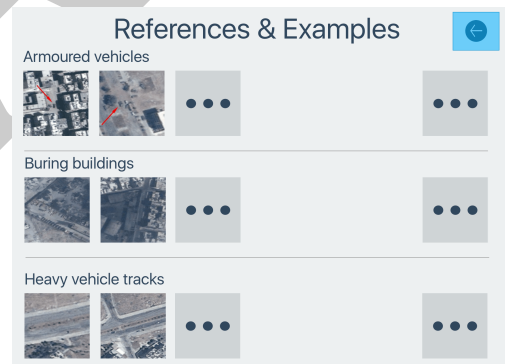 References & Examples
Armoured vehicles
Buring buildings
Heavy vehicle tracks